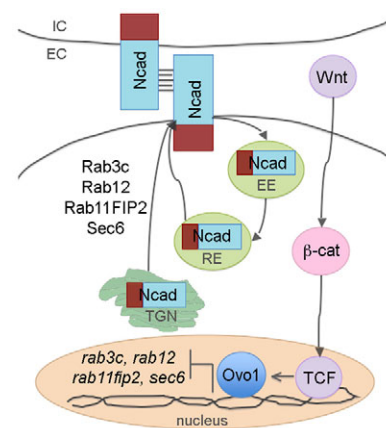 IC
EC
Ncad
Ncad
Wnt
Ncad
EE
Rab3c
Rab12
Rab11FIP2
Sec6
Ncad
RE
β-cat
Ncad
TGN
rab3c, rab12
rab11fip2, sec6
Ovo1
TCF
nucleus